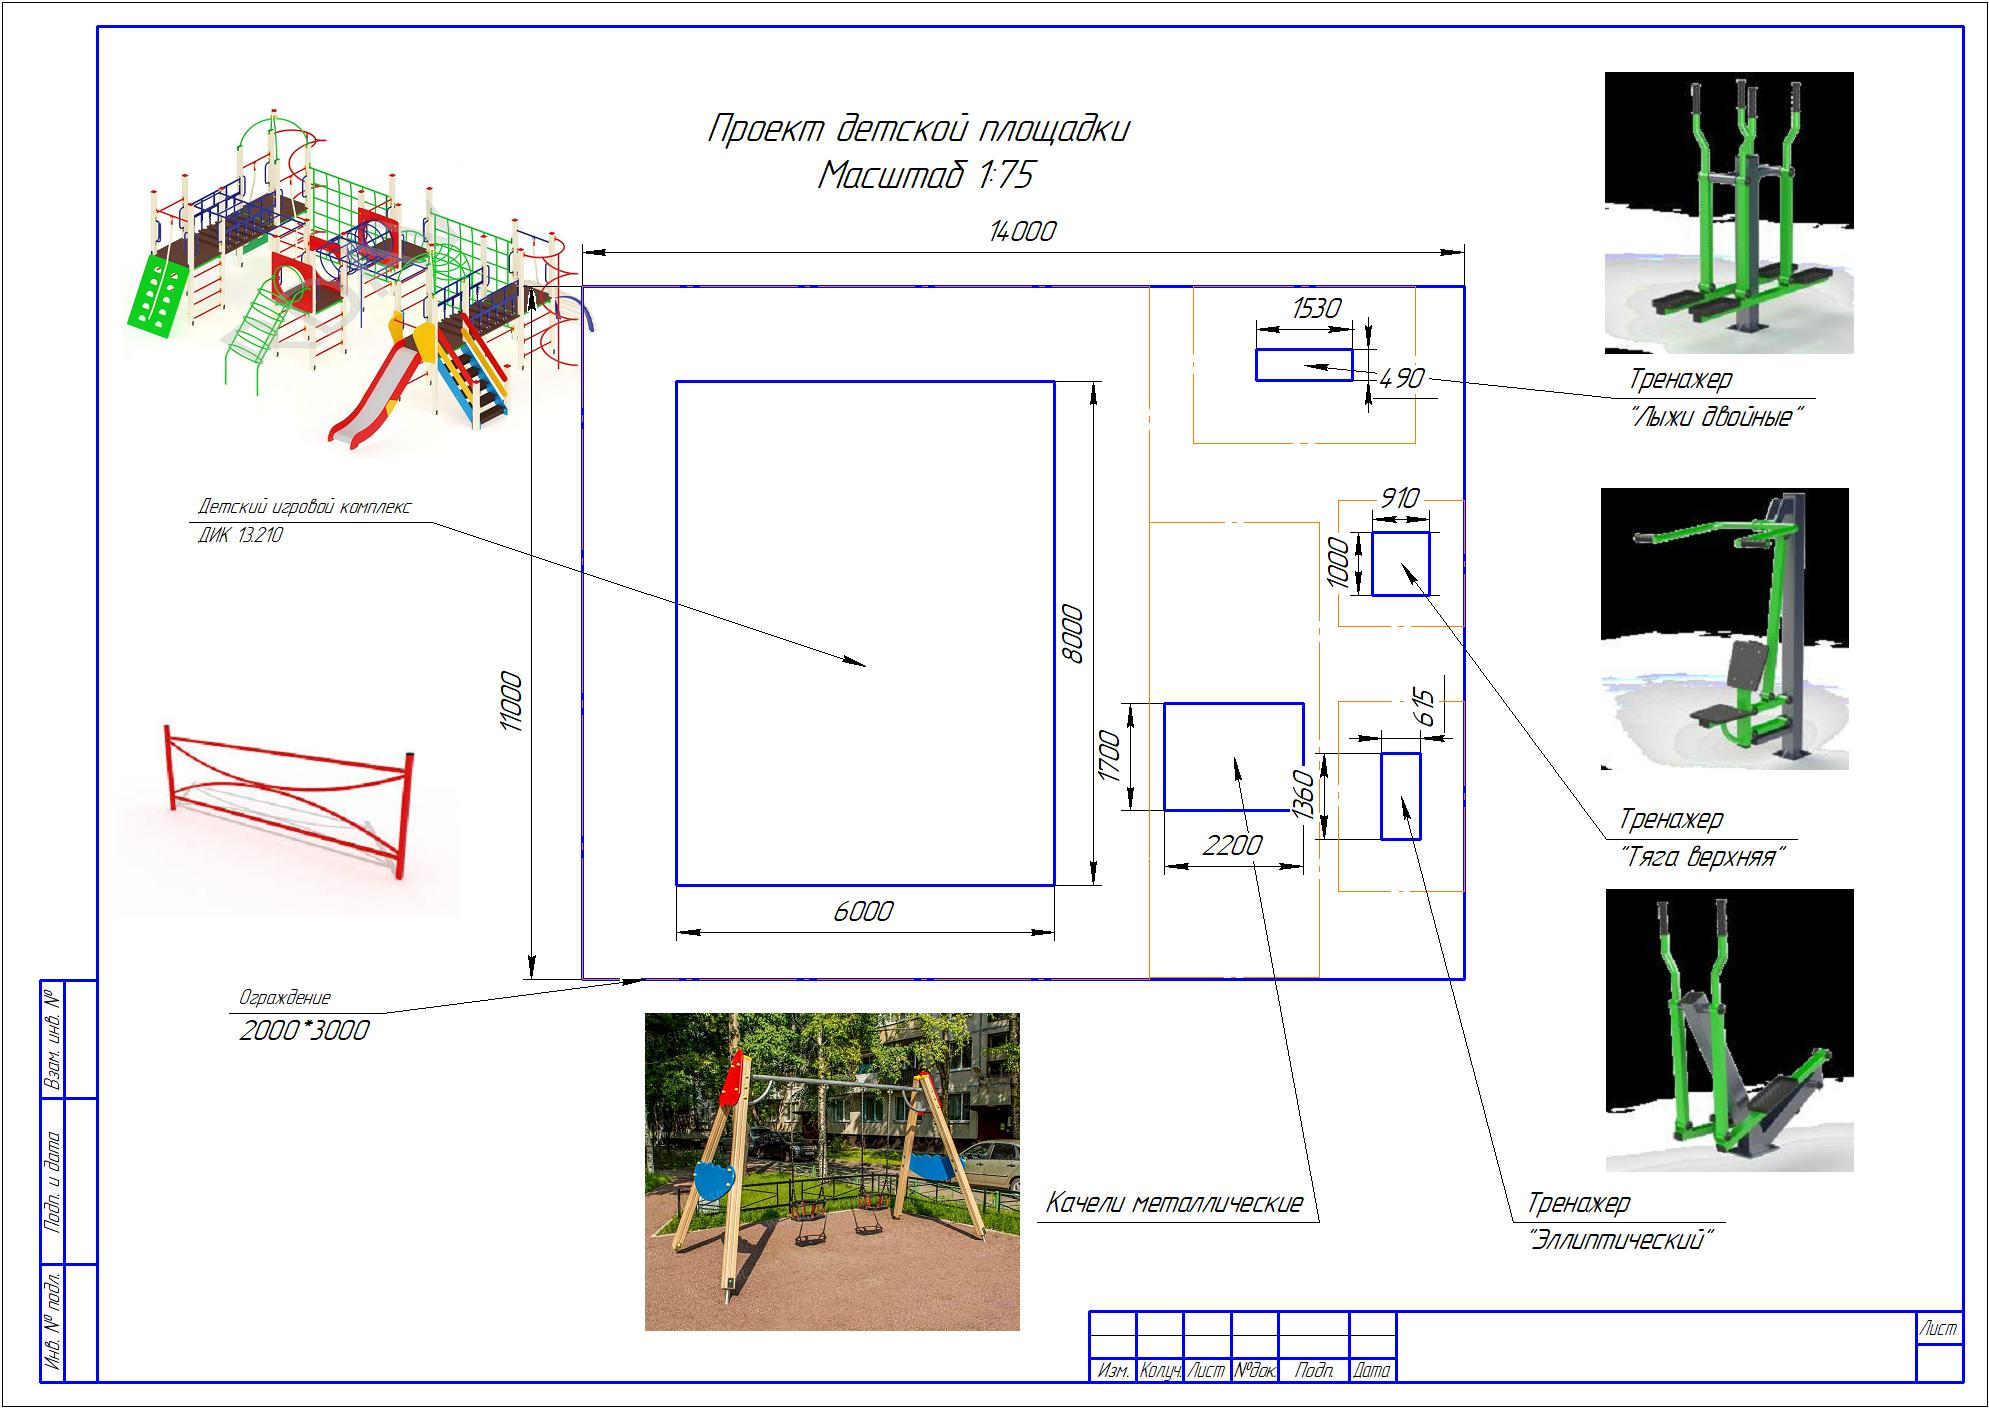 Проект детской площадки
Масштаб 1:75
14000
1530
490
Тренажер
"Лыжи двойные"
910
1000
Детский игровой комплекс
ДИК 13.210
8000
11000
615
1700
1360
2200
Тренажер
"Тяга верхняя"
6000
Ограждение
2000*3000
Качели металлические
Тренажер
"Эллиптический"
Взам. инв. №
Подп. и дата
Инв. № подл.
Изм. Кол.уч. Лист №док. Подп. Дата
Лист